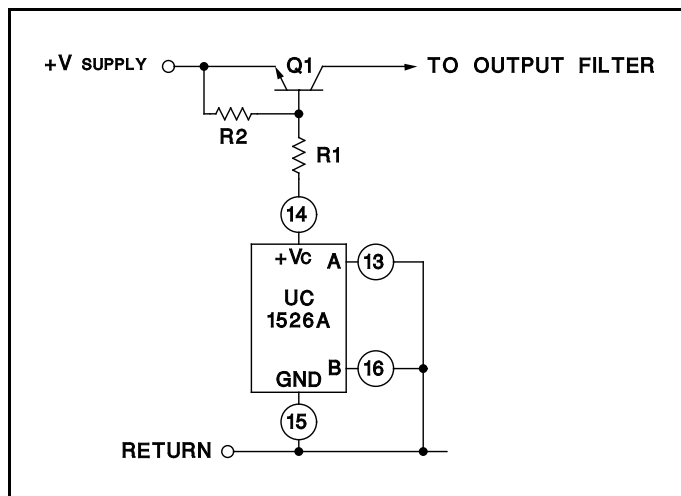 +V SUPPLY
Q1
TO OUTPUT FILTER
R2
R1
14
+VC
A
13
UC
1526A
B
16
GND
15
RETURN